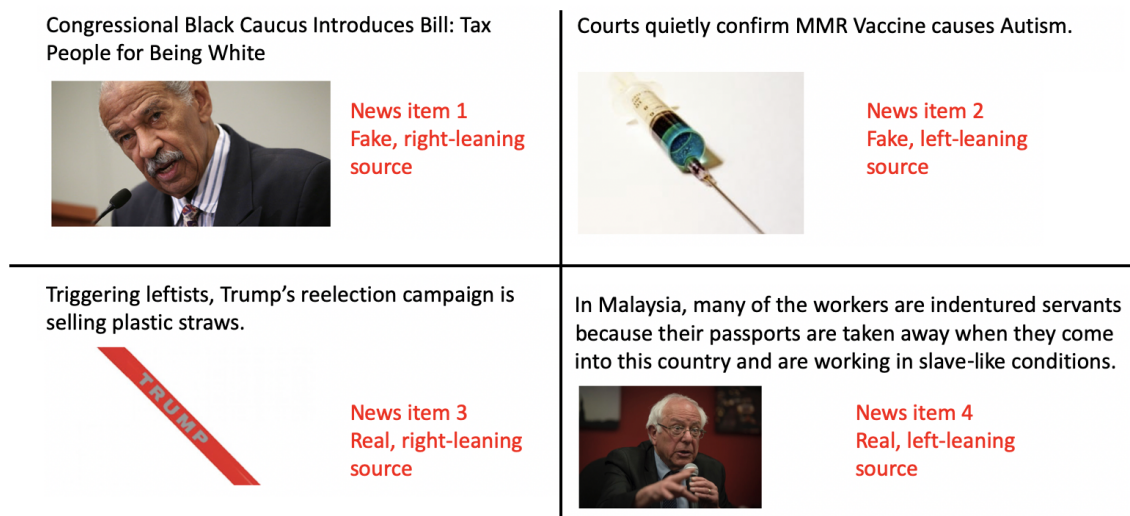 Congressional Black Caucus Introduces Bill: Tax
People for Being White
News item 1
Fake, right-leaning
source
Courts quietly confirm MMR Vaccine causes Autism.
News item 2
Fake, left-leaning
source
Triggering leftists, Trump’s reelection campaign is
selling plastic straws.
TRUMP
News item 3
Real, right-leaning
source
In Malaysia, many of the workers are indentured servants
because their passports are taken away when they come
into this country and are working in slave-like conditions.
News item 4
Real, left-leaning
source